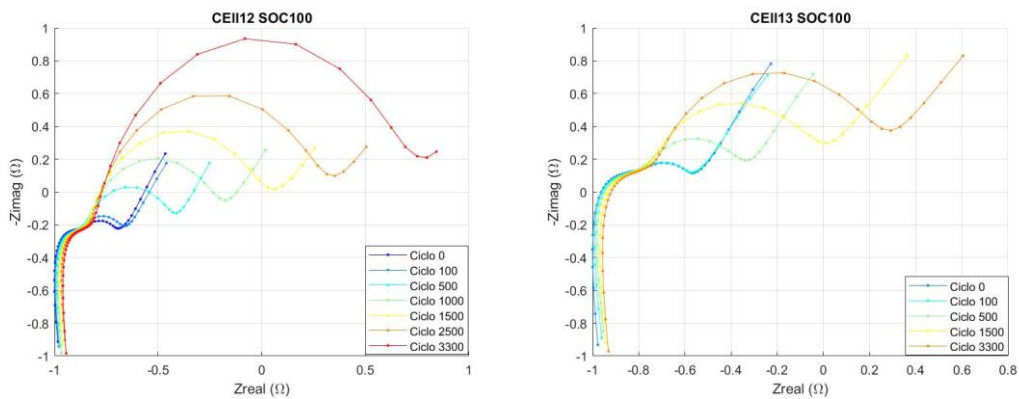 CEII12 SOC100
1
0.8
0.6
0.4
0.2
0
-0.2
-0.4
-0.6
-0.8
-1
-Zimag (Ω)
-1
-0.5
0
0.5
1
Zreal (Ω)
Ciclo 0
Ciclo 100
Ciclo 500
Ciclo 1000
Ciclo 1500
Ciclo 2500
Ciclo 3300
CEII13 SOC100
1
0.8
0.6
0.4
0.2
0
-0.2
-0.4
-0.6
-0.8
-1
-Zimag (Ω)
-1
-0.8
-0.6
-0.4
-0.2
0
0.2
0.4
0.6
0.8
Zreal (Ω)
Ciclo 0
Ciclo 100
Ciclo 500
Ciclo 1500
Ciclo 3300